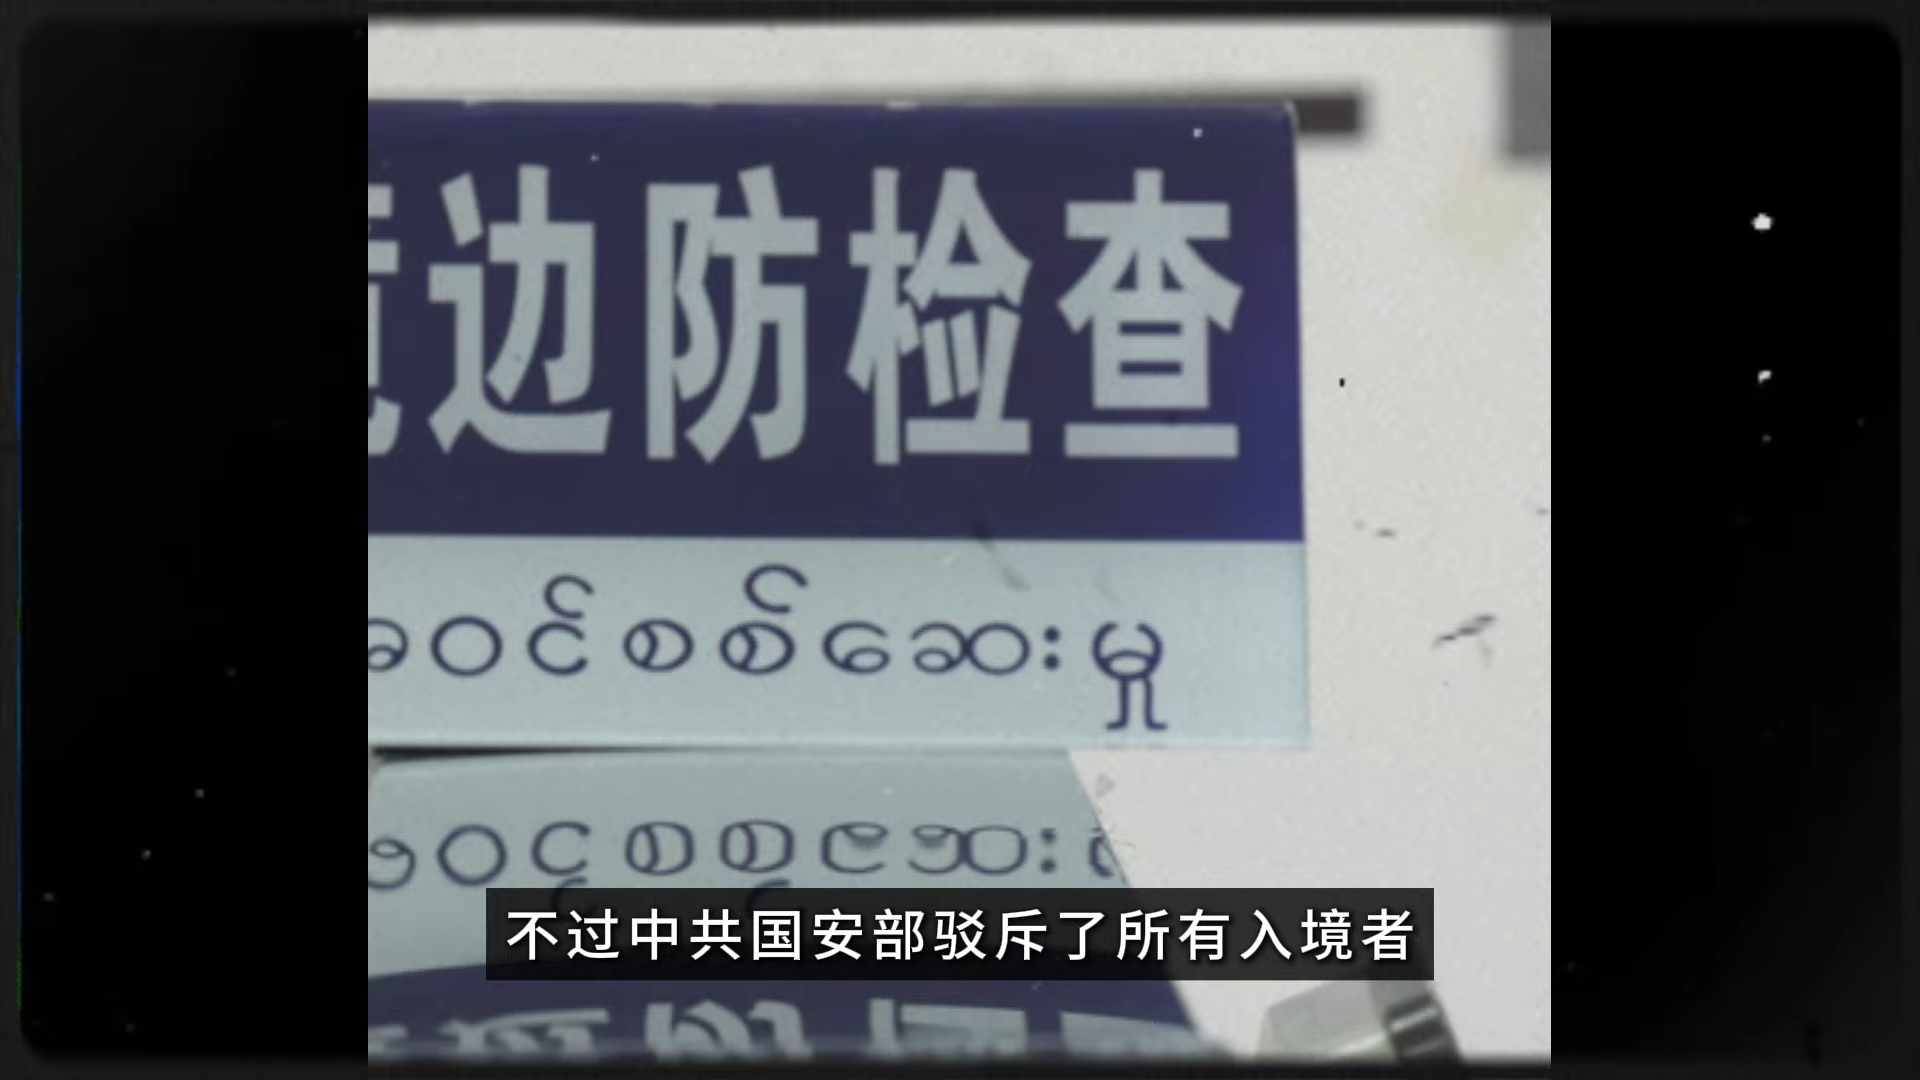 边防检查
ဝင်စစ်ဆေးမှု
不过中共国安部驳斥了所有入境者